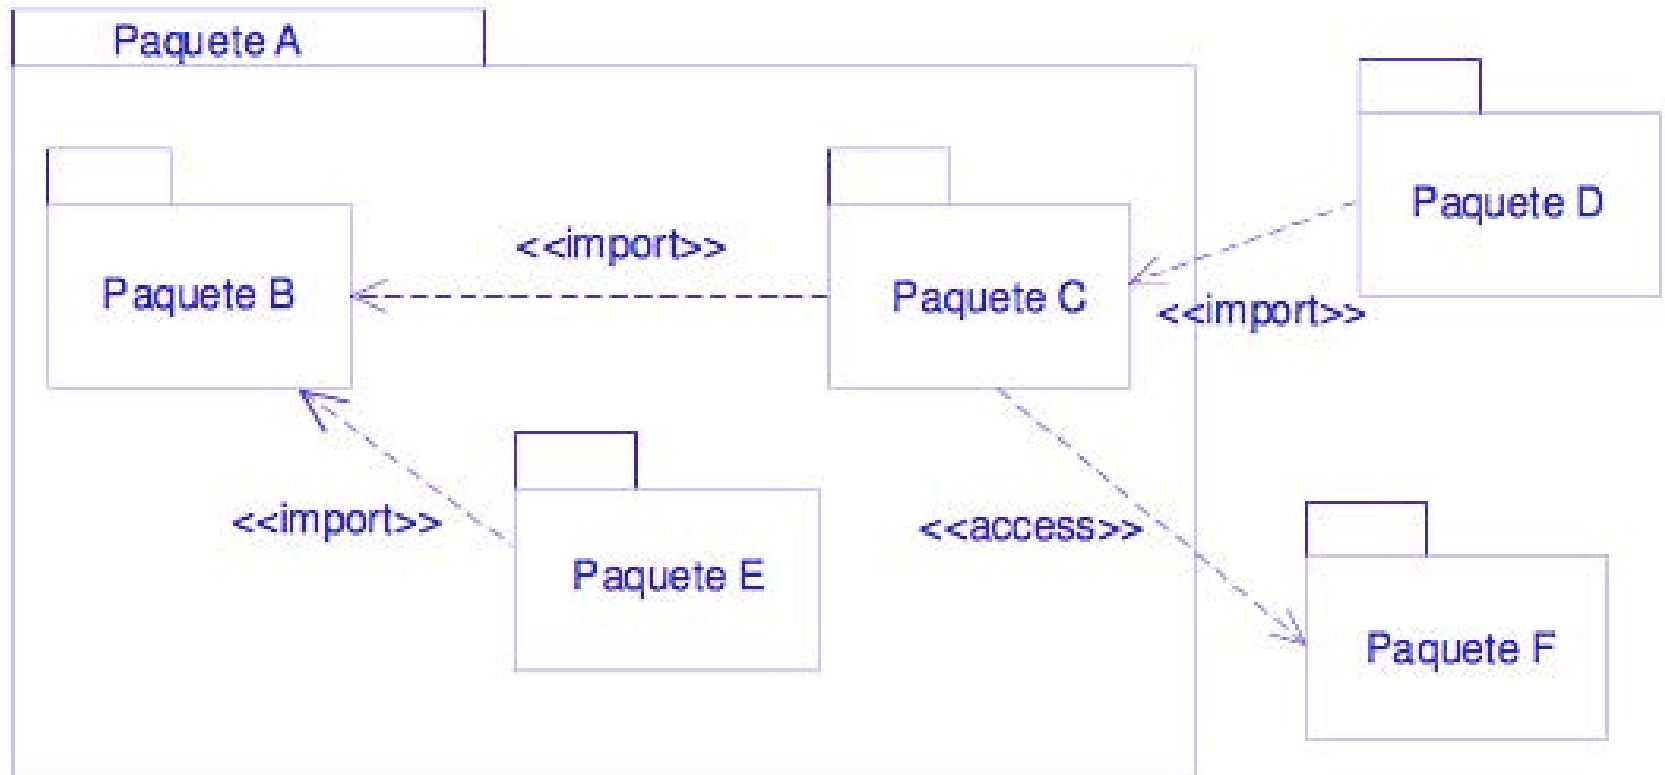 Paquete A
Paquete D
<<import>>
Paquete B
Paquete C
<<import>>
<<import>>
<<access>>
Paquete E
Paquete F